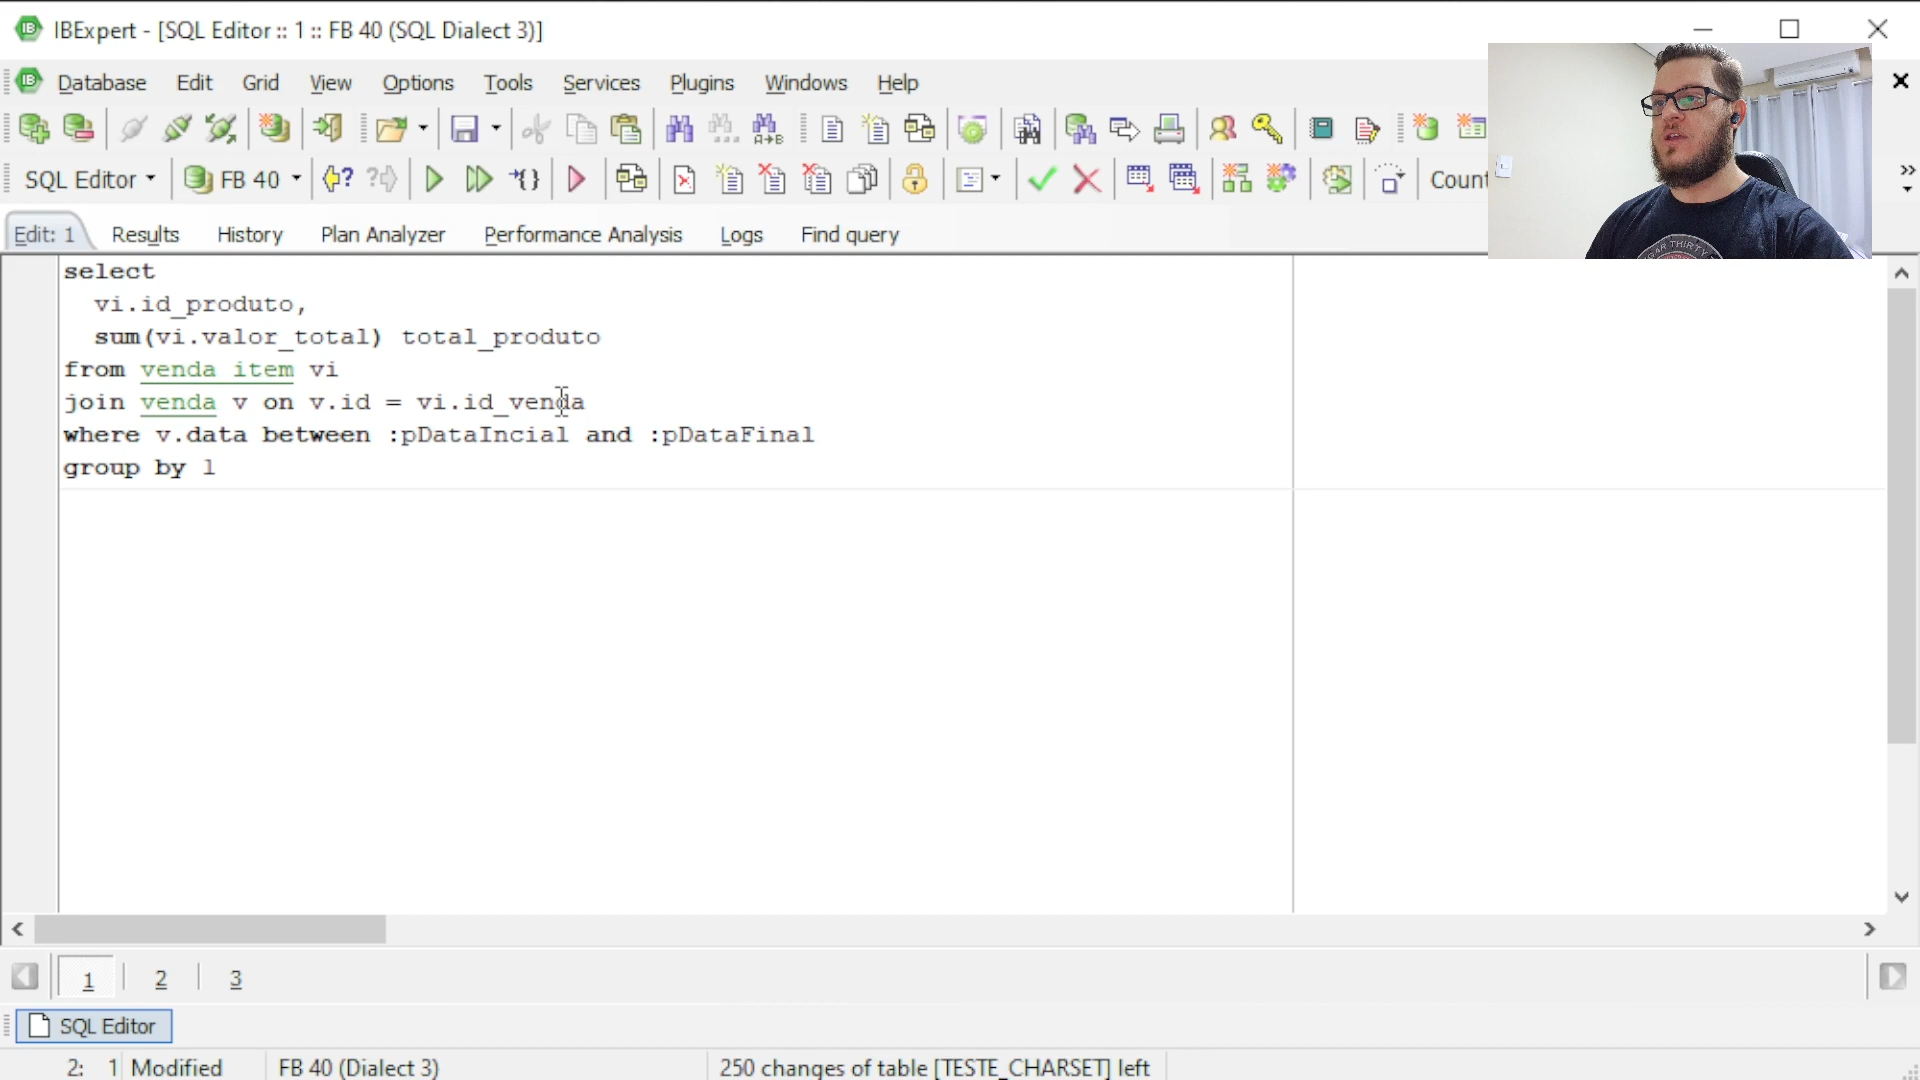 IBExpert - [SQL Editor :: 1 :: FB 40 (SQL Dialect 3)]
Database Edit Grid View Options Tools Services Plugins Windows Help
SQL Editor FB 40 Count
Edit: 1 Results History Plan Analyzer Performance Analysis Logs Find query
select
vi.id_produto,
sum(vi.valor_total) total_produto
from venda_item vi
join venda v on v.id = vi.id_venda
where v.data between :pDataIncial and :pDataFinal
group by 1
1 2 3
SQL Editor
2: 1 Modified FB 40 (Dialect 3) 250 changes of table [TESTE_CHARSET] left